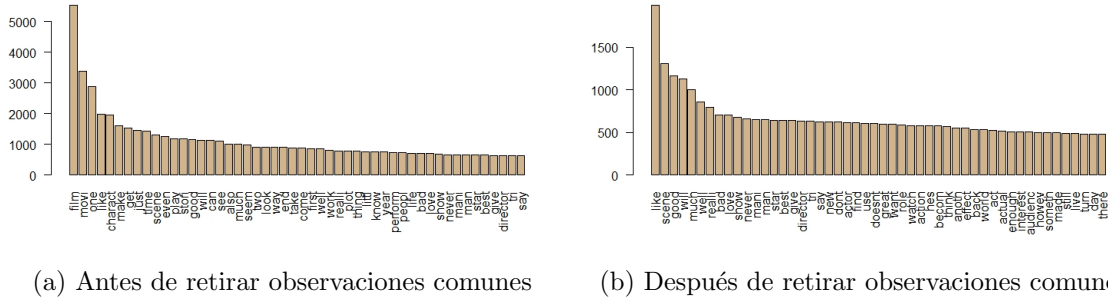 5000
4000
3000
2000
1000
0
film
movi
one
like
charact
make
get
just
time
scene
even
play
stori
good
will
can
see
also
much
seem
two
look
way
end
take
come
first
well
work
realli
plot
thing
littl
know
year
perform
peopl
life
bad
love
show
never
mani
man
star
best
give
director
tri
say
1500
1000
500
0
like
scene
good
will
much
well
realli
bad
love
show
never
mani
man
star
best
give
director
tri
say
new
dont
actor
find
use
doesnt
great
want
role
watch
action
hes
becom
think
anoth
effect
back
world
act
actual
enough
interest
audienc
howev
someth
made
still
live
turn
day
there
(a) Antes de retirar observaciones comunes
(b) Después de retirar observaciones comune